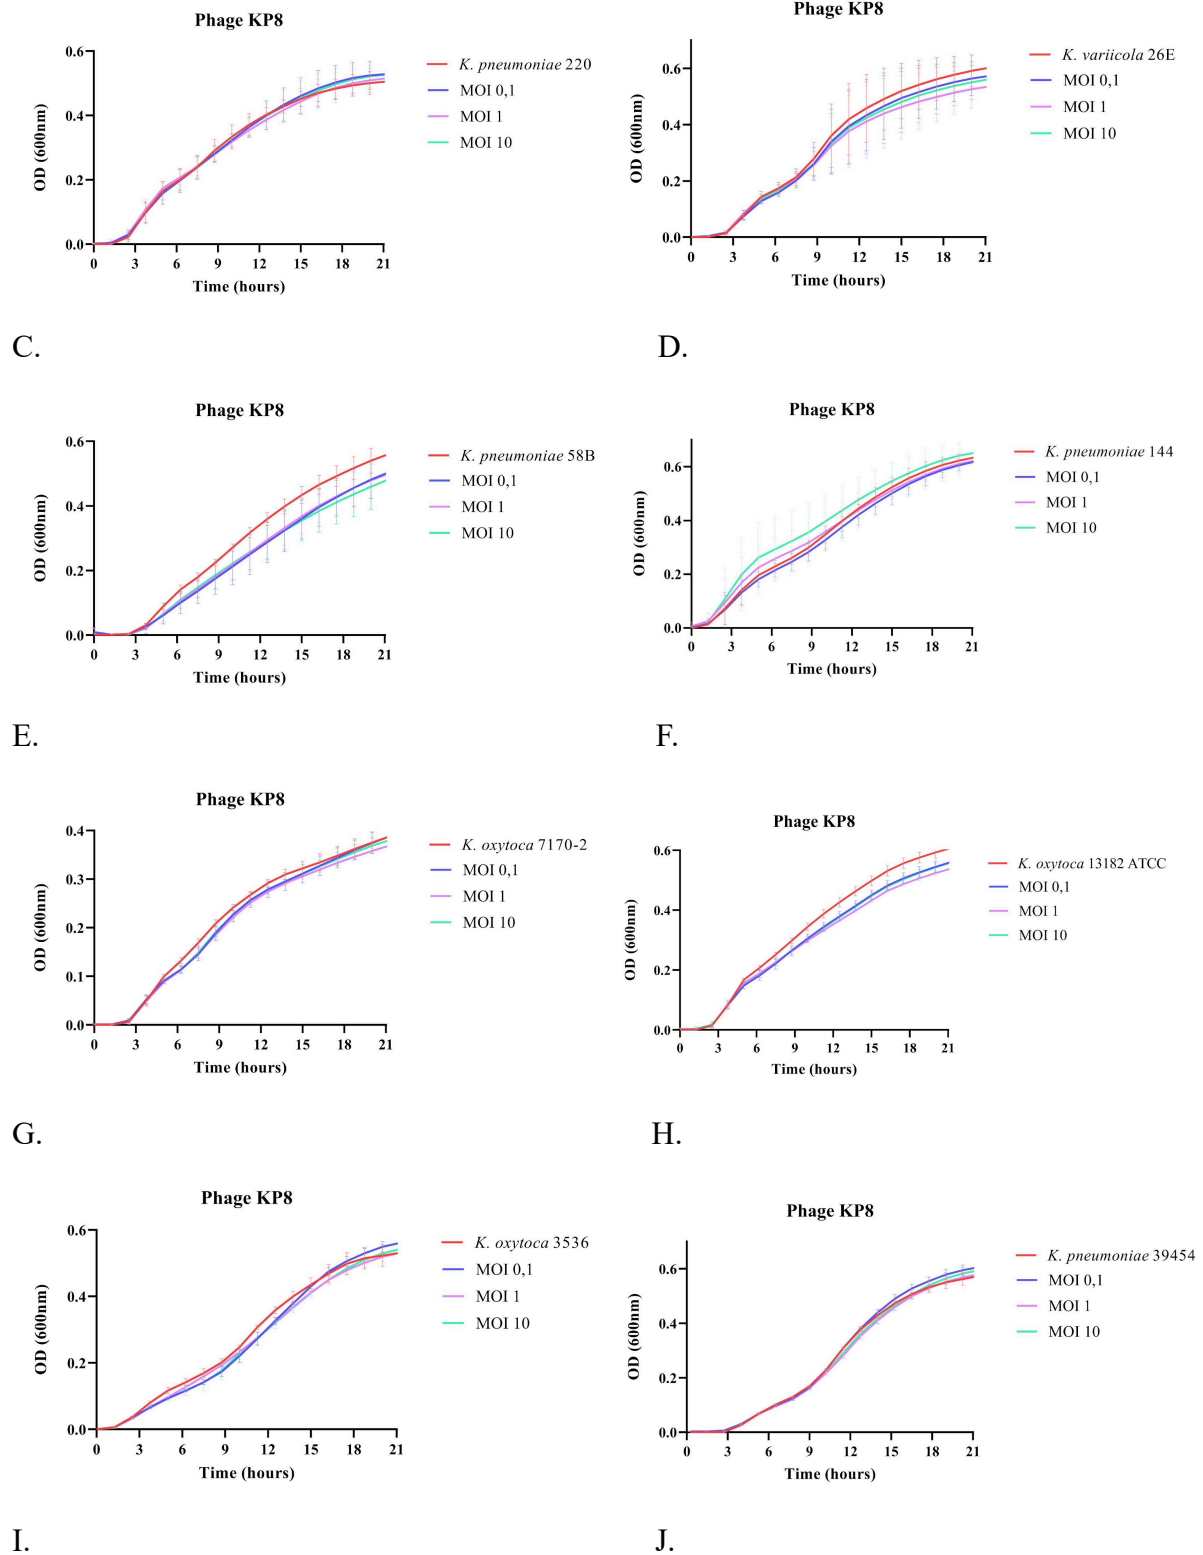 Phage KP8
OD (600nm)
0.6
0.4
0.2
0.0
0 3 6 9 12 15 18 21
Time (hours)
K. pneumoniae 220
MOI 0,1
MOI 1
MOI 10
Phage KP8
OD (600nm)
0.6
0.4
0.2
0.0
0 3 6 9 12 15 18 21
Time (hours)
K. variicola 26E
MOI 0,1
MOI 1
MOI 10
C.
D.
Phage KP8
OD (600nm)
0.6
0.4
0.2
0.0
0 3 6 9 12 15 18 21
Time (hours)
K. pneumoniae 58B
MOI 0,1
MOI 1
MOI 10
Phage KP8
OD (600nm)
0.6
0.4
0.2
0.0
0 3 6 9 12 15 18 21
Time (hours)
K. pneumoniae 144
MOI 0,1
MOI 1
MOI 10
E.
F.
Phage KP8
OD (600nm)
0.4
0.3
0.2
0.1
0.0
0 3 6 9 12 15 18 21
Time (hours)
K. oxytoca 7170-2
MOI 0,1
MOI 1
MOI 10
Phage KP8
OD (600nm)
0.6
0.4
0.2
0.0
0 3 6 9 12 15 18 21
Time (hours)
K. oxytoca 13182 ATCC
MOI 0,1
MOI 1
MOI 10
G.
H.
Phage KP8
OD (600nm)
0.6
0.4
0.2
0.0
0 3 6 9 12 15 18 21
Time (hours)
K. oxytoca 3536
MOI 0,1
MOI 1
MOI 10
Phage KP8
OD (600nm)
0.6
0.4
0.2
0.0
0 3 6 9 12 15 18 21
Time (hours)
K. pneumoniae 39454
MOI 0,1
MOI 1
MOI 10
I.
J.